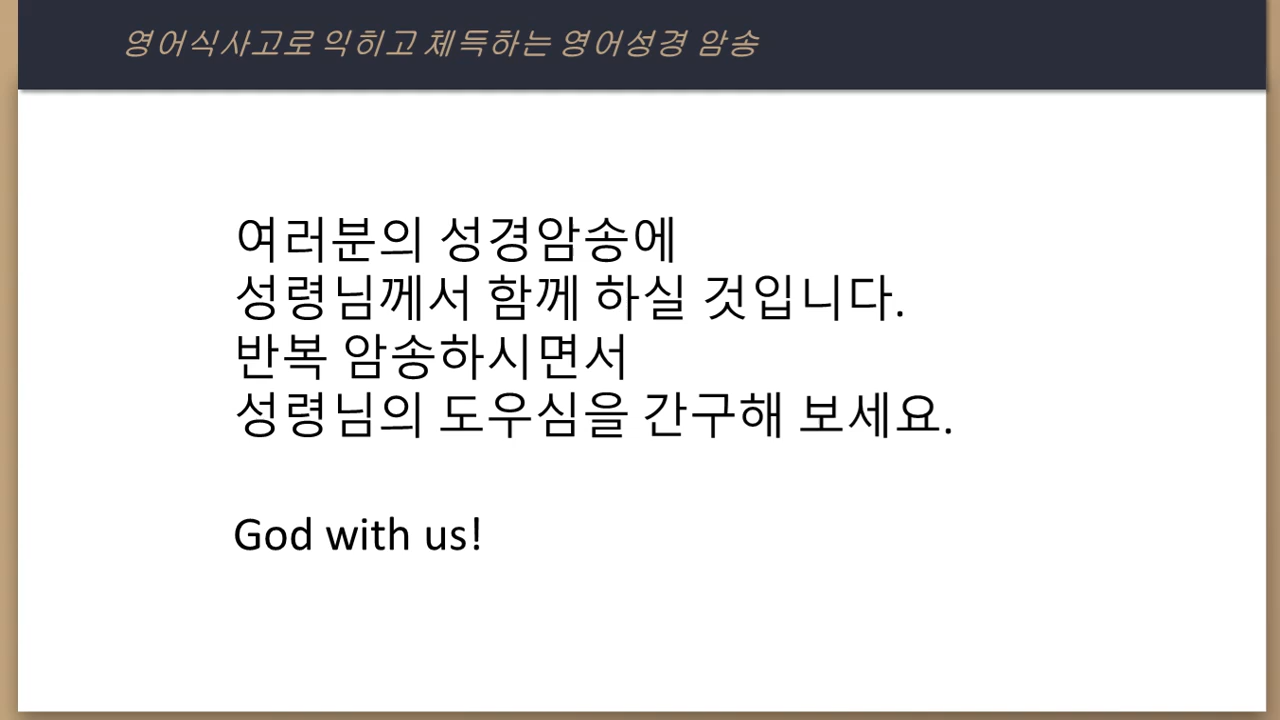 영어식사고로 익히고 체득하는 영어성경 암송
여러분의 성경암송에
성령님께서 함께 하실 것입니다.
반복 암송하시면서
성령님의 도우심을 간구해 보세요.
God with us!